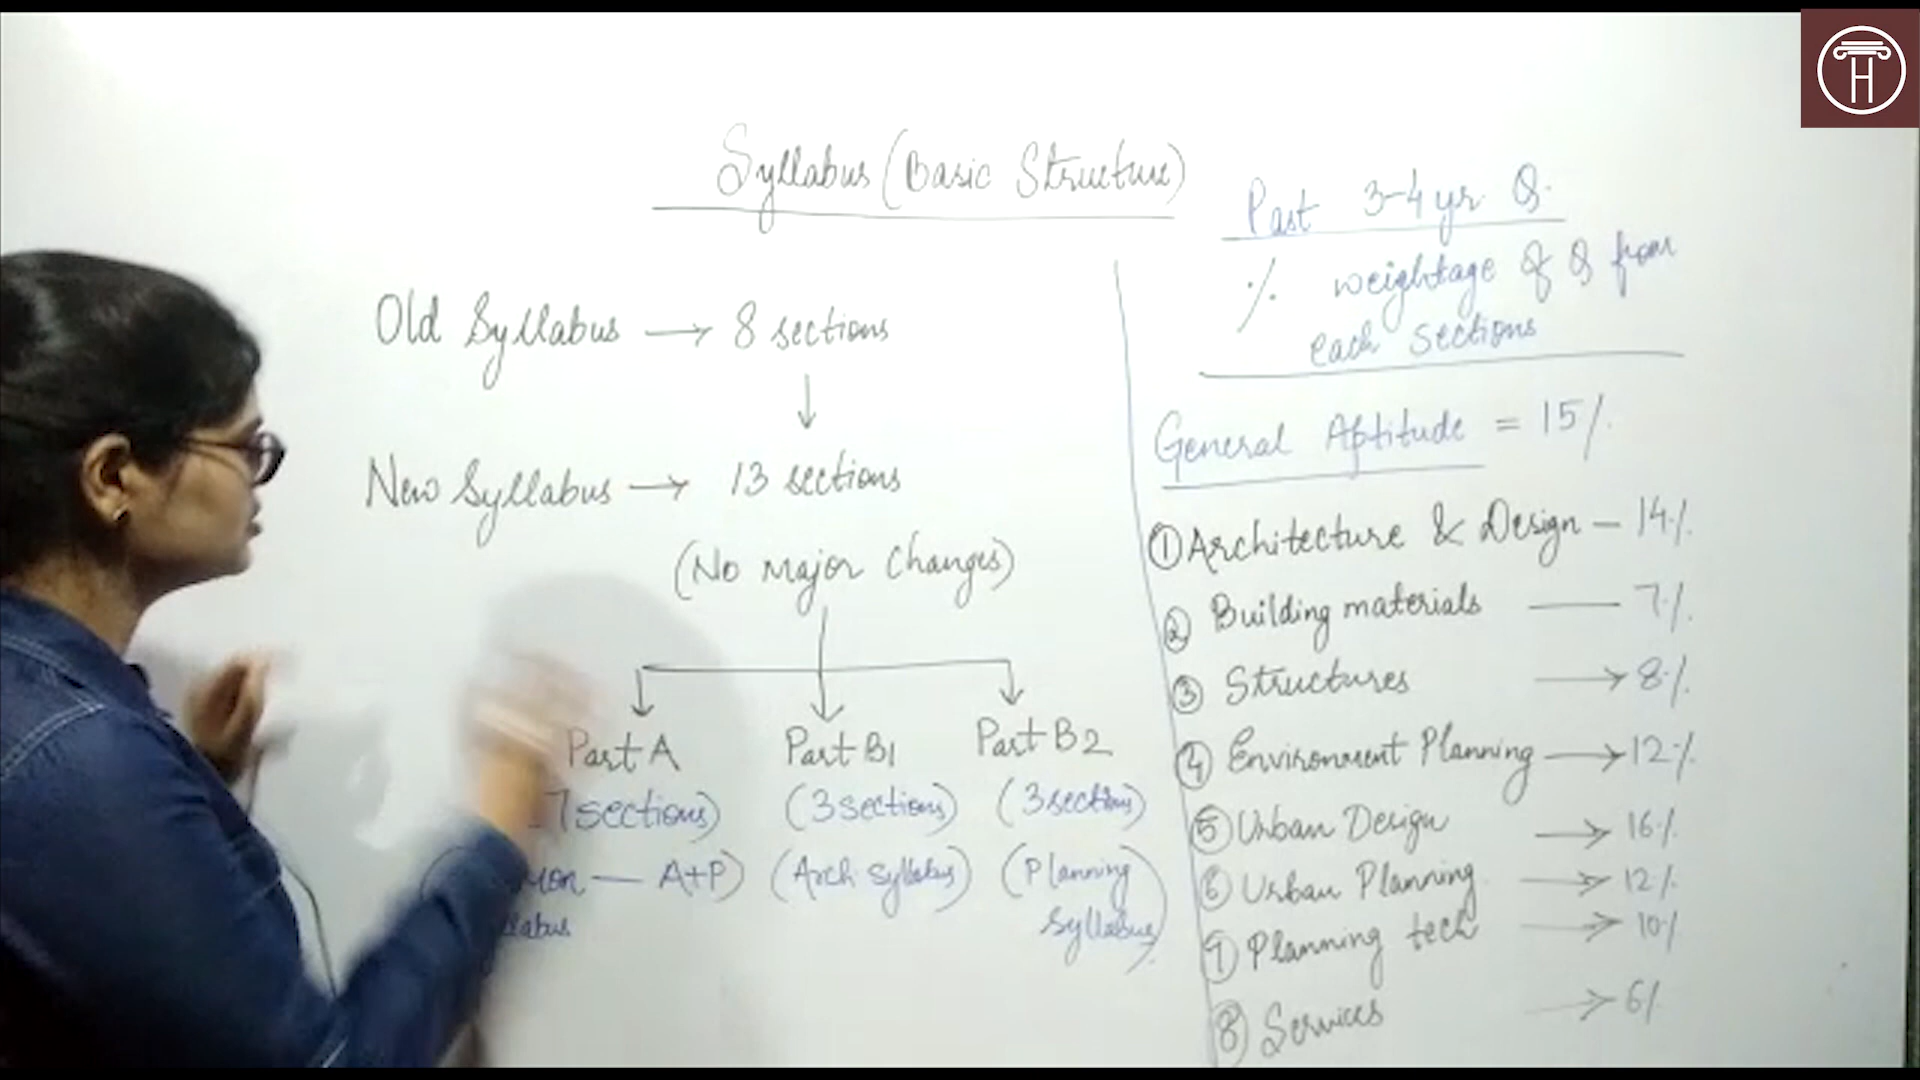 Syllabus (Basic Structure)
Old Syllabus → 8 sections
New Syllabus → 13 sections
(No major Changes)
Part A
7 sections)
A+P)
Part B1
(3 sections)
(Arch Syllabus)
Part B2
(3 section)
(Planning
Syllabus)
Past 3-4 yr Q.
% weightage of Q from
each sections
General Aptitude = 15%
① Architecture & Design – 14%
② Building materials — 7%
③ Structures → 8%
④ Environment Planning → 12%
⑤ Urban Design → 16%
⑥ Urban Planning → 12%
⑦ Planning tech → 10%
⑧ Services → 6%
H